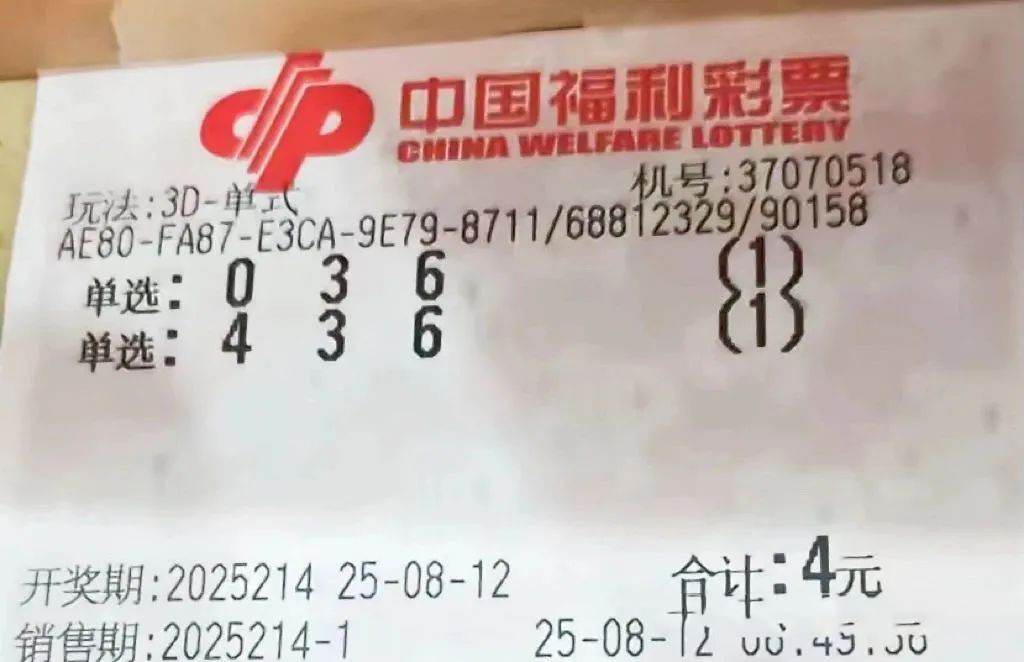 中国福利彩票
CHINA WELFARE LOTTERY
机号:37070518
玩法:3D-单式
AE80-FA87-E3CA-9E79-8711/68812329/90158
单选: 0 3 6 (1)
单选: 4 3 6 (1)
开奖期:2025214 25-08-12 合计:4元
销售期:2025214-1 25-08-12